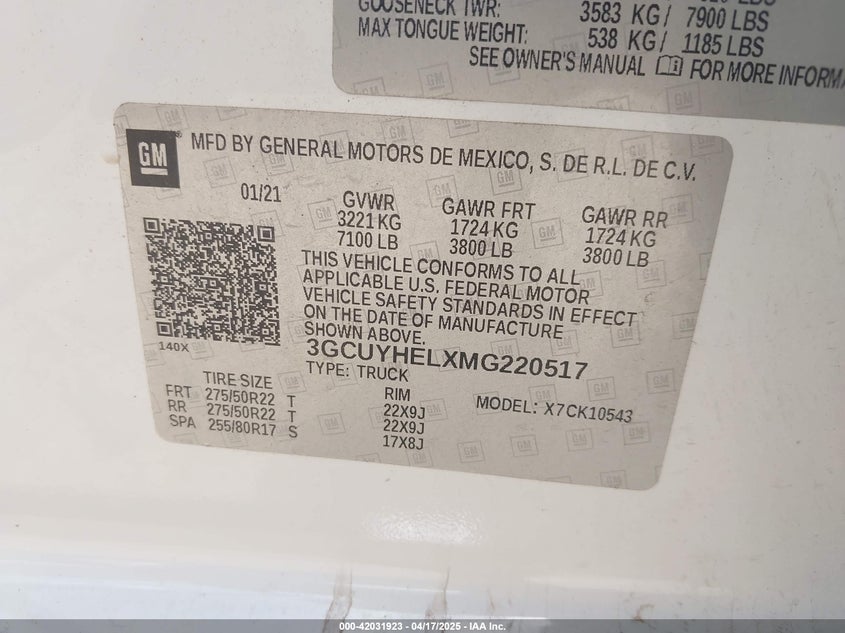 GOOSENECK TWR: 3583 KG/ 7900 LBS
MAX TONGUE WEIGHT: 538 KG/ 1185 LBS
SEE OWNER'S MANUAL FOR MORE INFORMA
GM
MFD BY GENERAL MOTORS DE MEXICO, S. DE R.L. DE C.V.
01/21 GVWR GAWR FRT GAWR RR
3221 KG 1724 KG 1724 KG
7100 LB 3800 LB 3800 LB
THIS VEHICLE CONFORMS TO ALL
APPLICABLE U.S. FEDERAL MOTOR
VEHICLE SAFETY STANDARDS IN EFFECT
ON THE DATE OF MANUFACTURE
SHOWN ABOVE.
140X
3GCUYHELXMG220517
TYPE: TRUCK
TIRE SIZE RIM MODEL: X7CK10543
FRT 275/50R22 T 22X9J
RR 275/50R22 T 22X9J
SPA 255/80R17 S 17X8J
000-42031923 - 04/17/2025 - IAA Inc.